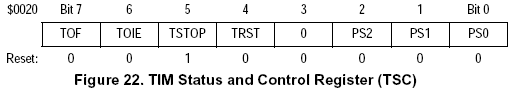 $0020 Bit 7 6 5 4 3 2 1 Bit 0
TOF TOIE TSTOP TRST 0 PS2 PS1 PS0
Reset: 0 0 1 0 0 0 0 0
Figure 22. TIM Status and Control Register (TSC)